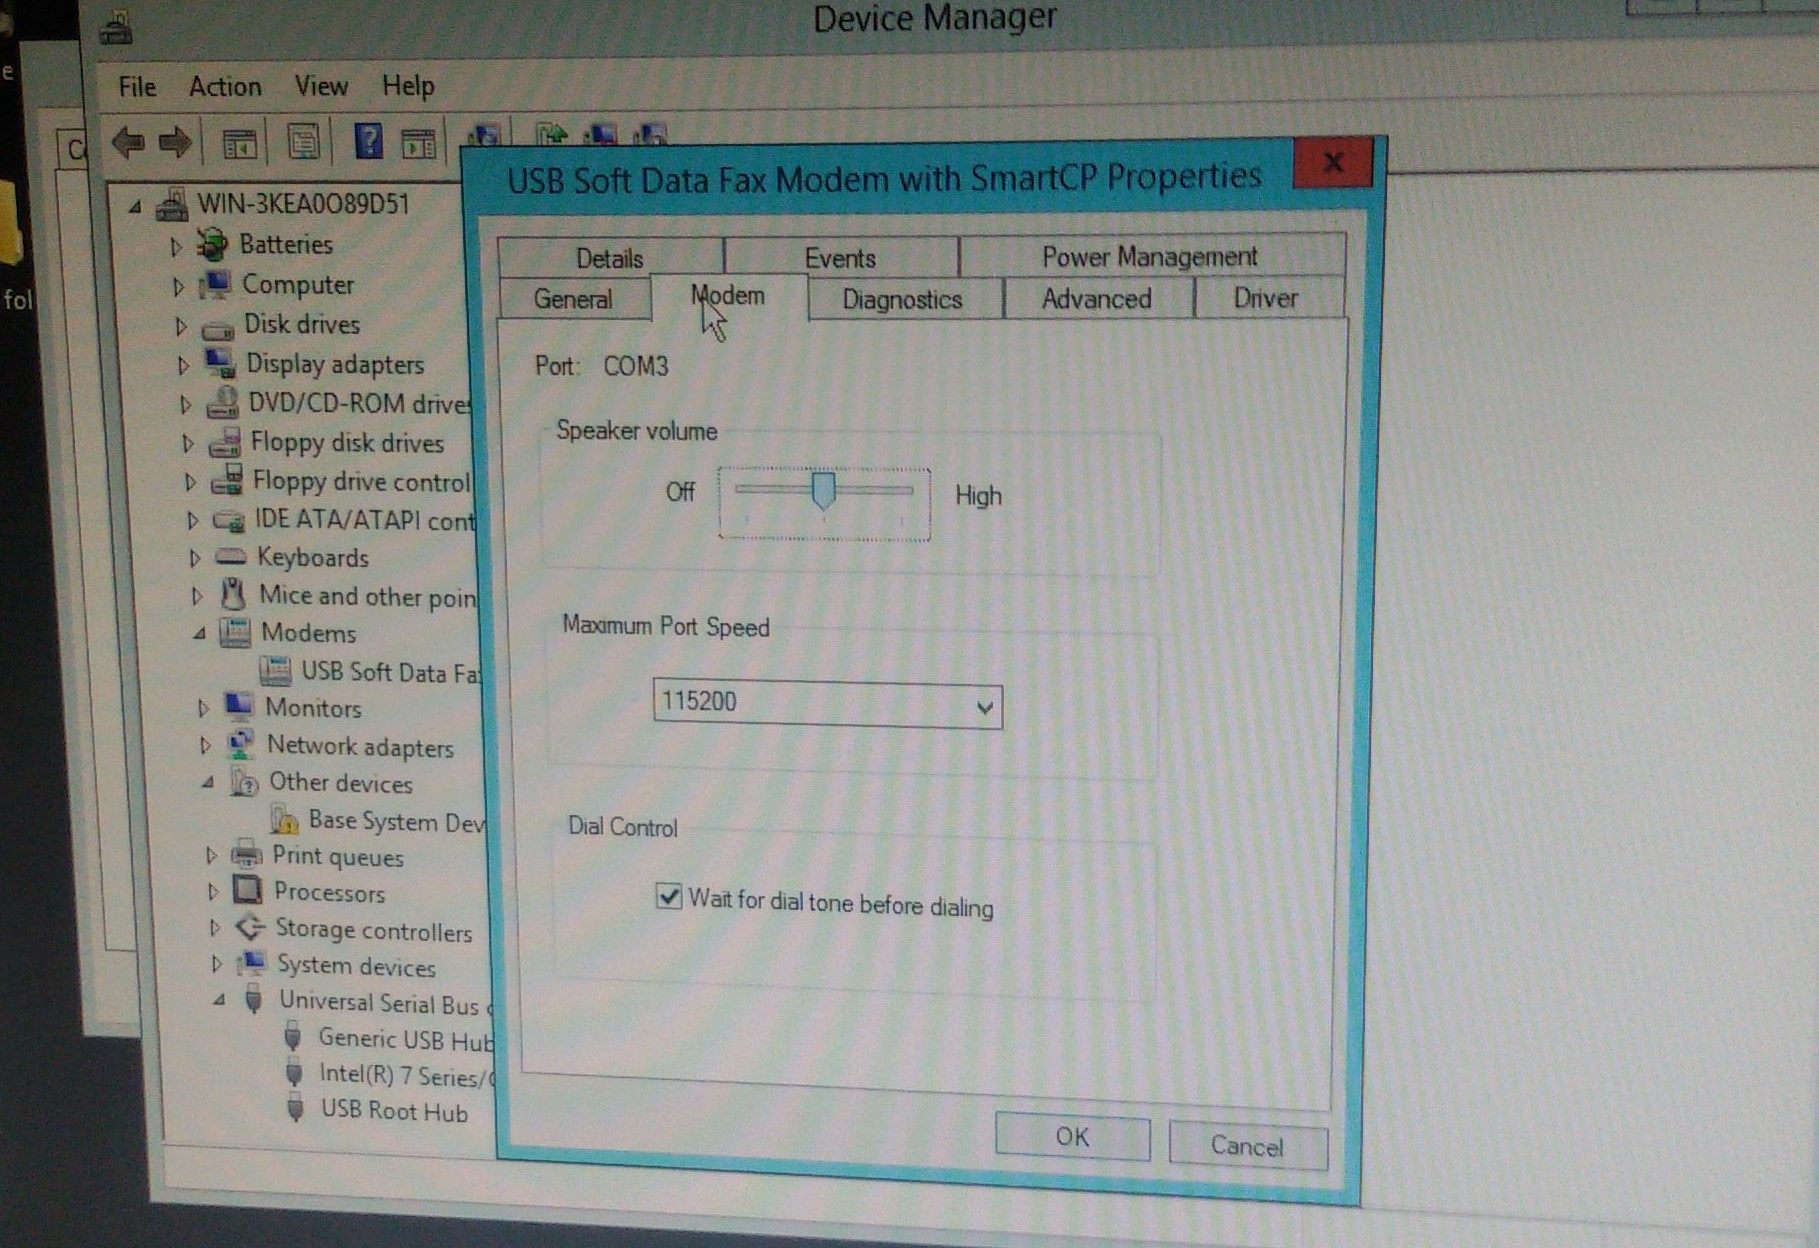 Device Manager
File Action View Help
WIN-3KEA0O89D51
Batteries
Computer
Disk drives
Display adapters
DVD/CD-ROM drive
Floppy disk drives
Floppy drive control
IDE ATA/ATAPI cont
Keyboards
Mice and other poin
Modems
USB Soft Data Fa
Monitors
Network adapters
Other devices
Base System Dev
Print queues
Processors
Storage controllers
System devices
Universal Serial Bus
Generic USB Hub
Intel(R) 7 Series/
USB Root Hub
USB Soft Data Fax Modem with SmartCP Properties
Details Events Power Management
General Modem Diagnostics Advanced Driver
Port: COM3
Speaker volume
Off High
Maximum Port Speed
115200
Dial Control
Wait for dial tone before dialing
OK Cancel
fol
e